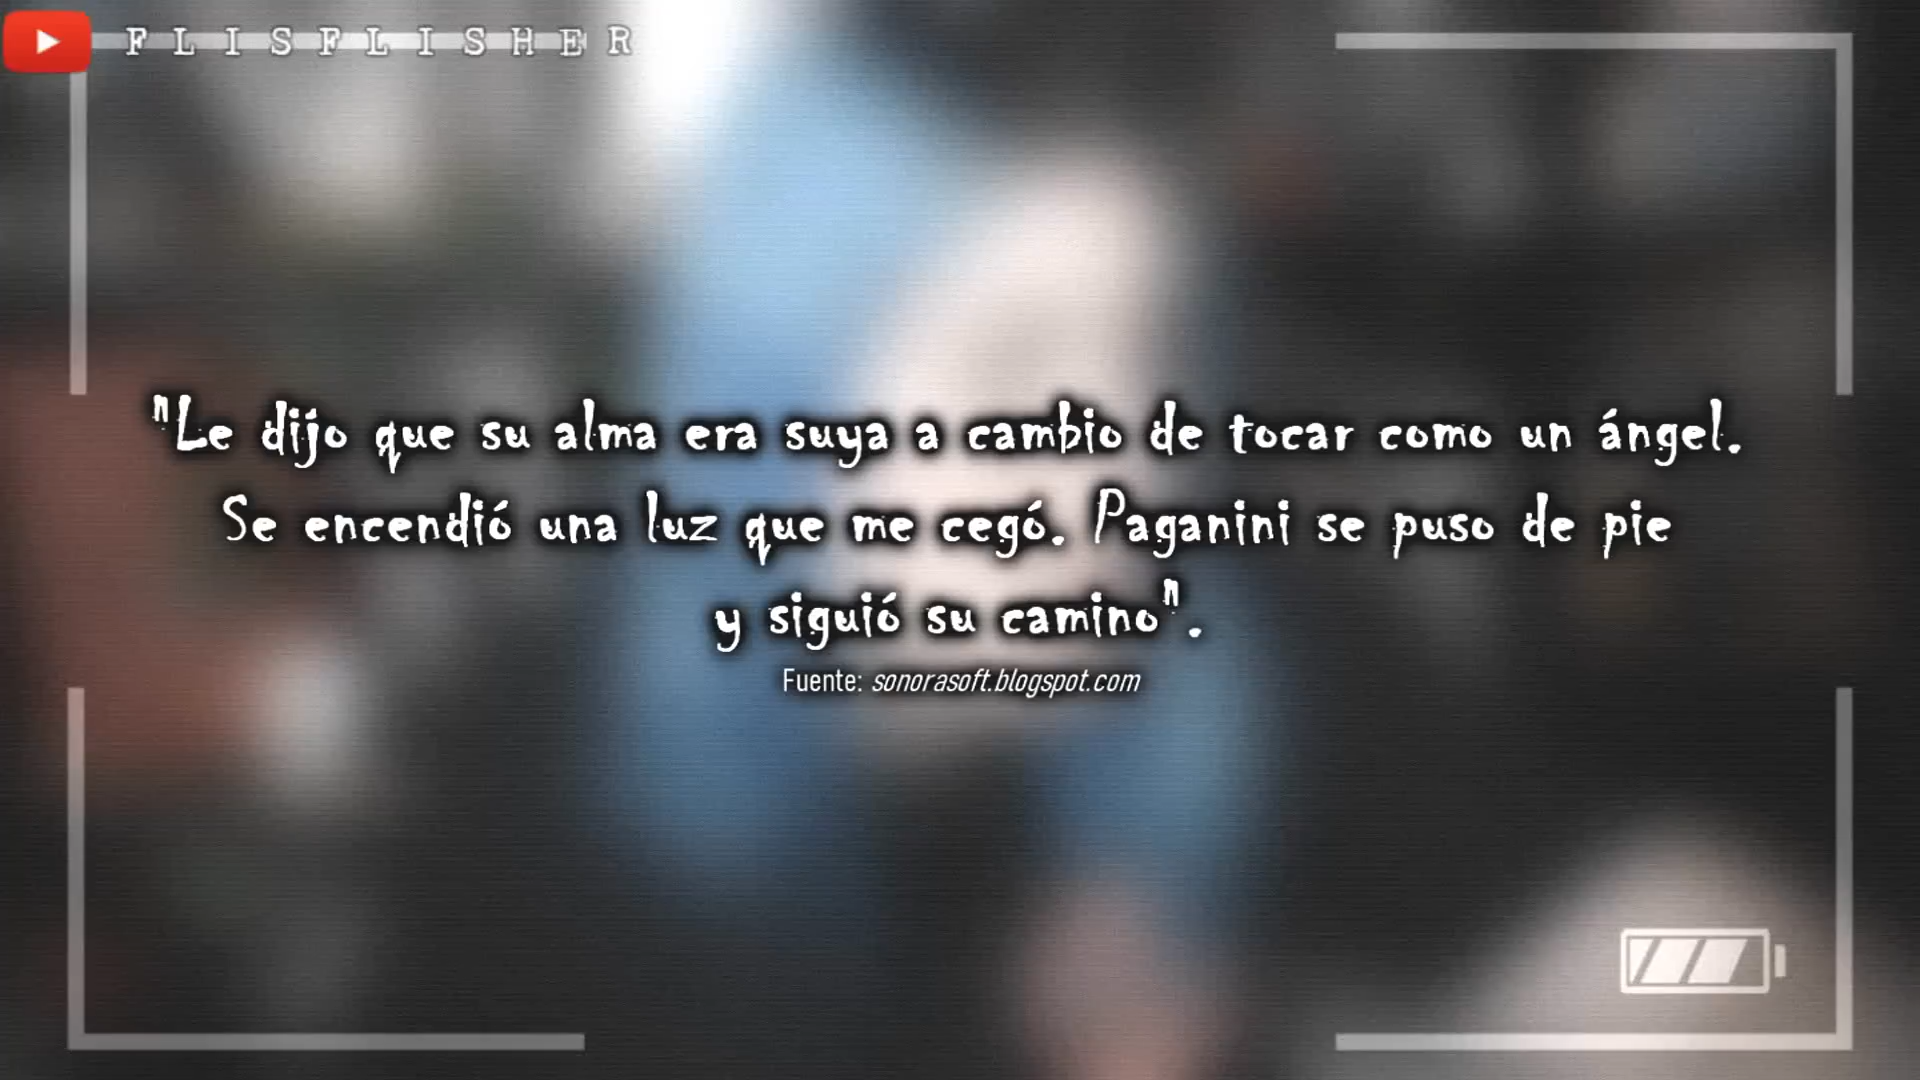 FLISFLISHER
"Le dijo que su alma era suya a cambio de tocar como un ángel.
Se encendió una luz que me cegó. Paganini se puso de pie
y siguió su camino".
Fuente: sonorasoft.blogspot.com